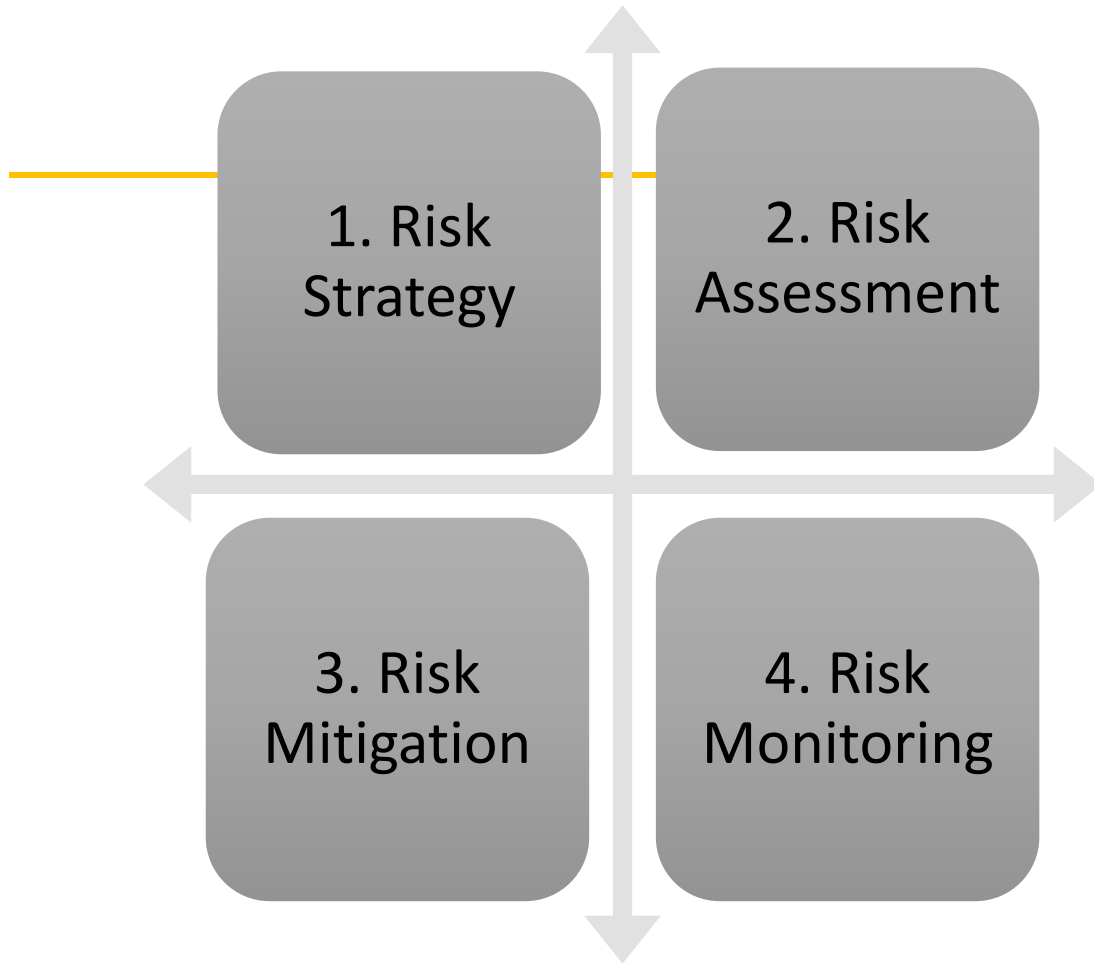 1. Risk
Strategy
2. Risk
Assessment
3. Risk
Mitigation
4. Risk
Monitoring